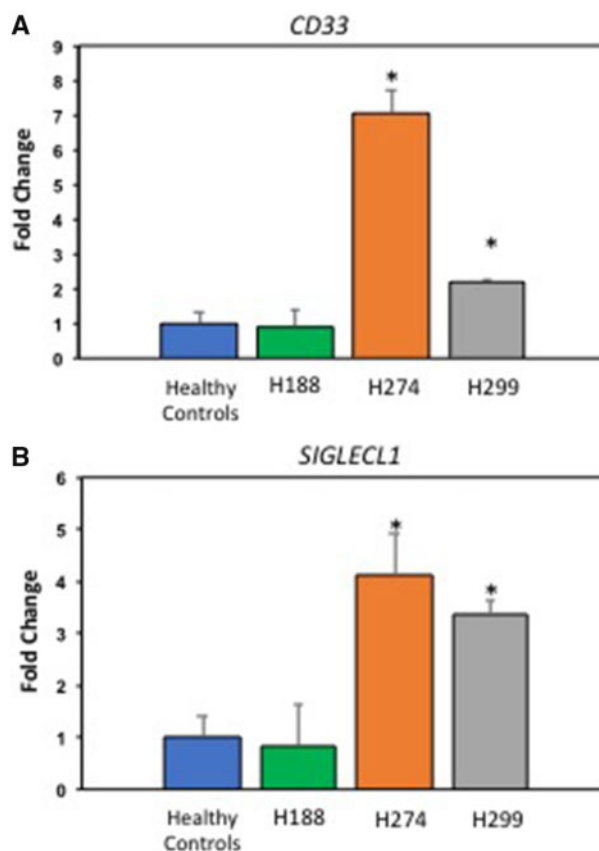 A
CD33
Fold Change
9
8
7
6
5
4
3
2
1
0
*
*
Healthy
Controls
H188
H274
H299
B
SIGLECL1
Fold Change
6
5
4
3
2
1
0
*
*
Healthy
Controls
H188
H274
H299